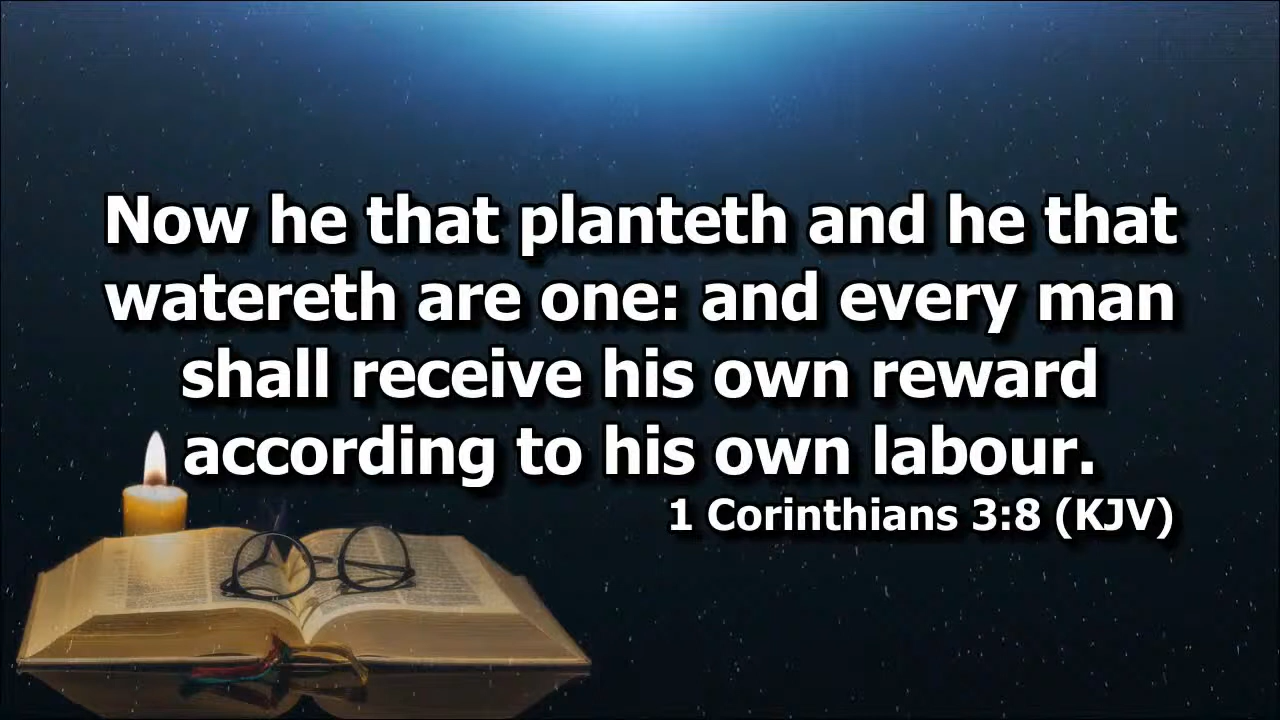 Now he that planteth and he that
watereth are one: and every man
shall receive his own reward
according to his own labour.
1 Corinthians 3:8 (KJV)